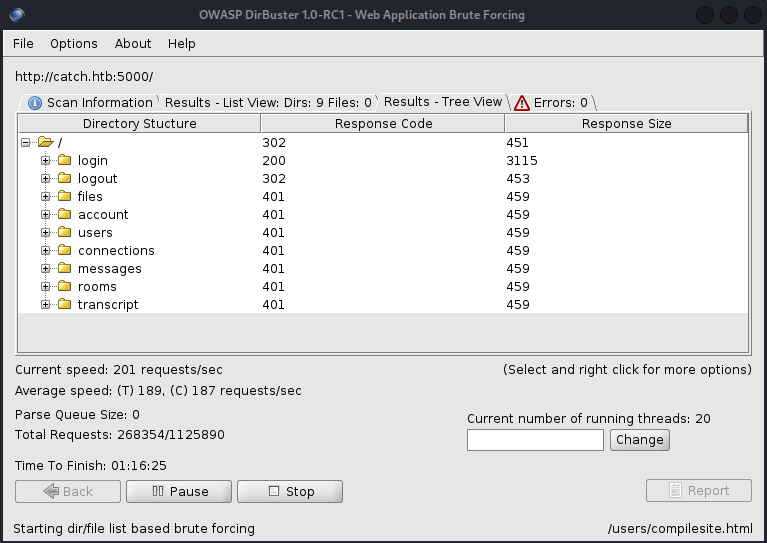 OWASP DirBuster 1.0-RC1 - Web Application Brute Forcing
File Options About Help
http://catch.htb:5000/
Scan Information Results - List View: Dirs: 9 Files: 0 Results - Tree View Errors: 0
Directory Stucture Response Code Response Size
/ 302 451
login 200 3115
logout 302 453
files 401 459
account 401 459
users 401 459
connections 401 459
messages 401 459
rooms 401 459
transcript 401 459
Current speed: 201 requests/sec (Select and right click for more options)
Average speed: (T) 189, (C) 187 requests/sec
Parse Queue Size: 0 Current number of running threads: 20
Total Requests: 268354/1125890 Change
Time To Finish: 01:16:25
Back Pause Stop Report
Starting dir/file list based brute forcing /users/compilesite.html